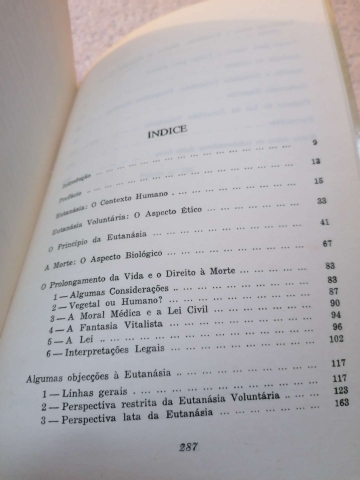 INDICE
Introdução ... ... ... ... ... ... ... ... ... 9
Prefácio ... ... ... ... ... ... ... ... ... 12
Eutanásia: O Contexto Humano . ... ... ... ... ... ... 15
Eutanásia Voluntária: O Aspecto Ético ... ... ... ... ... 33
O Princípio da Eutanásia ... ... ... ... ... ... ... 41
A Morte: O Aspecto Biológico ... ... ... ... ... ... 67
O Prolongamento da Vida e o Direito à Morte ... ... ... 83
1 — Algumas Considerações .. ... ... ... ... ... 83
2 — Vegetal ou Humano? ... ... ... ... ... ... 87
3 — A Moral Médica e a Lei Civil ... ... ... ... 90
4 — A Fantasia Vitalista ... ... ... ... ... ... 94
5 — A Lei .. ... ... ... ... ... ... ... ... 96
6 — Interpretações Legais ... ... ... ... ... ... 102
Algumas objecções à Eutanásia .. ... ... ... ... ... 117
1 — Linhas gerais . ... ... ... ... ... ... ... 117
2 — Perspectiva restrita da Eutanásia Voluntária .. ... 123
3 — Perspectiva lata da Eutanásia ... ... ... ... 163
287